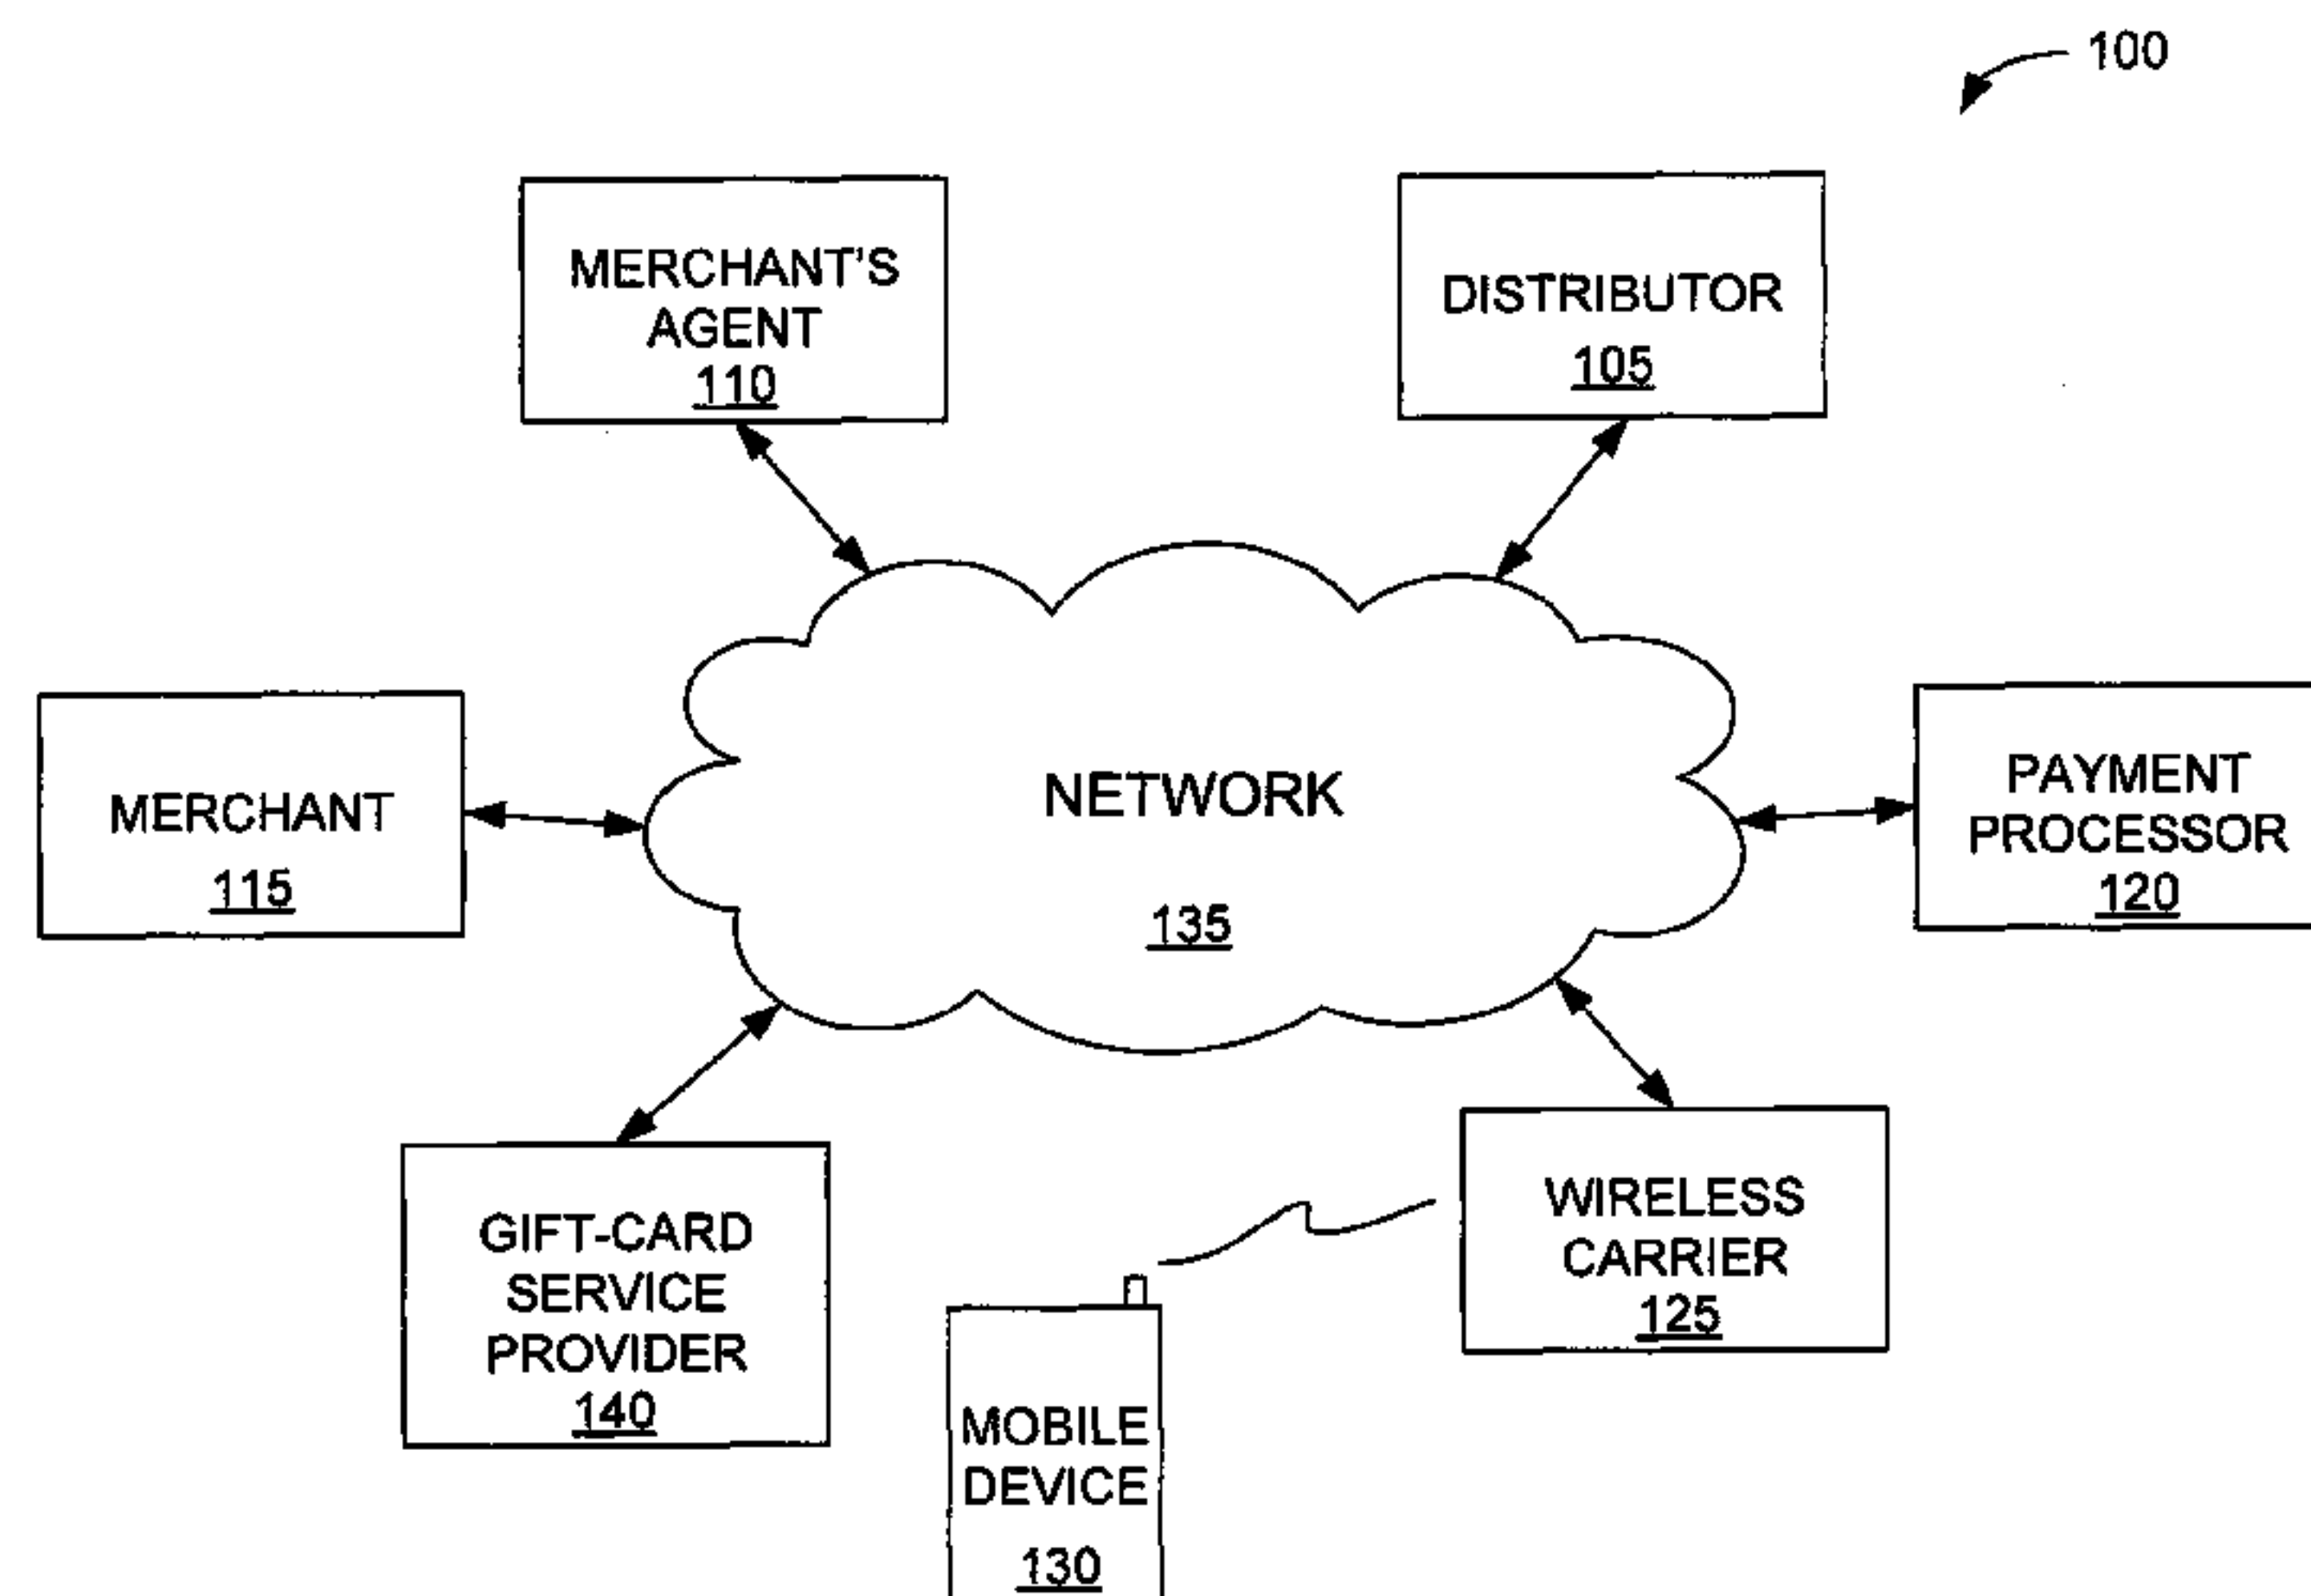 100
MERCHANT'S
AGENT
110
DISTRIBUTOR
105
MERCHANT
115
NETWORK
135
PAYMENT
PROCESSOR
120
GIFT-CARD
SERVICE
PROVIDER
140
WIRELESS
CARRIER
125
MOBILE
DEVICE
130